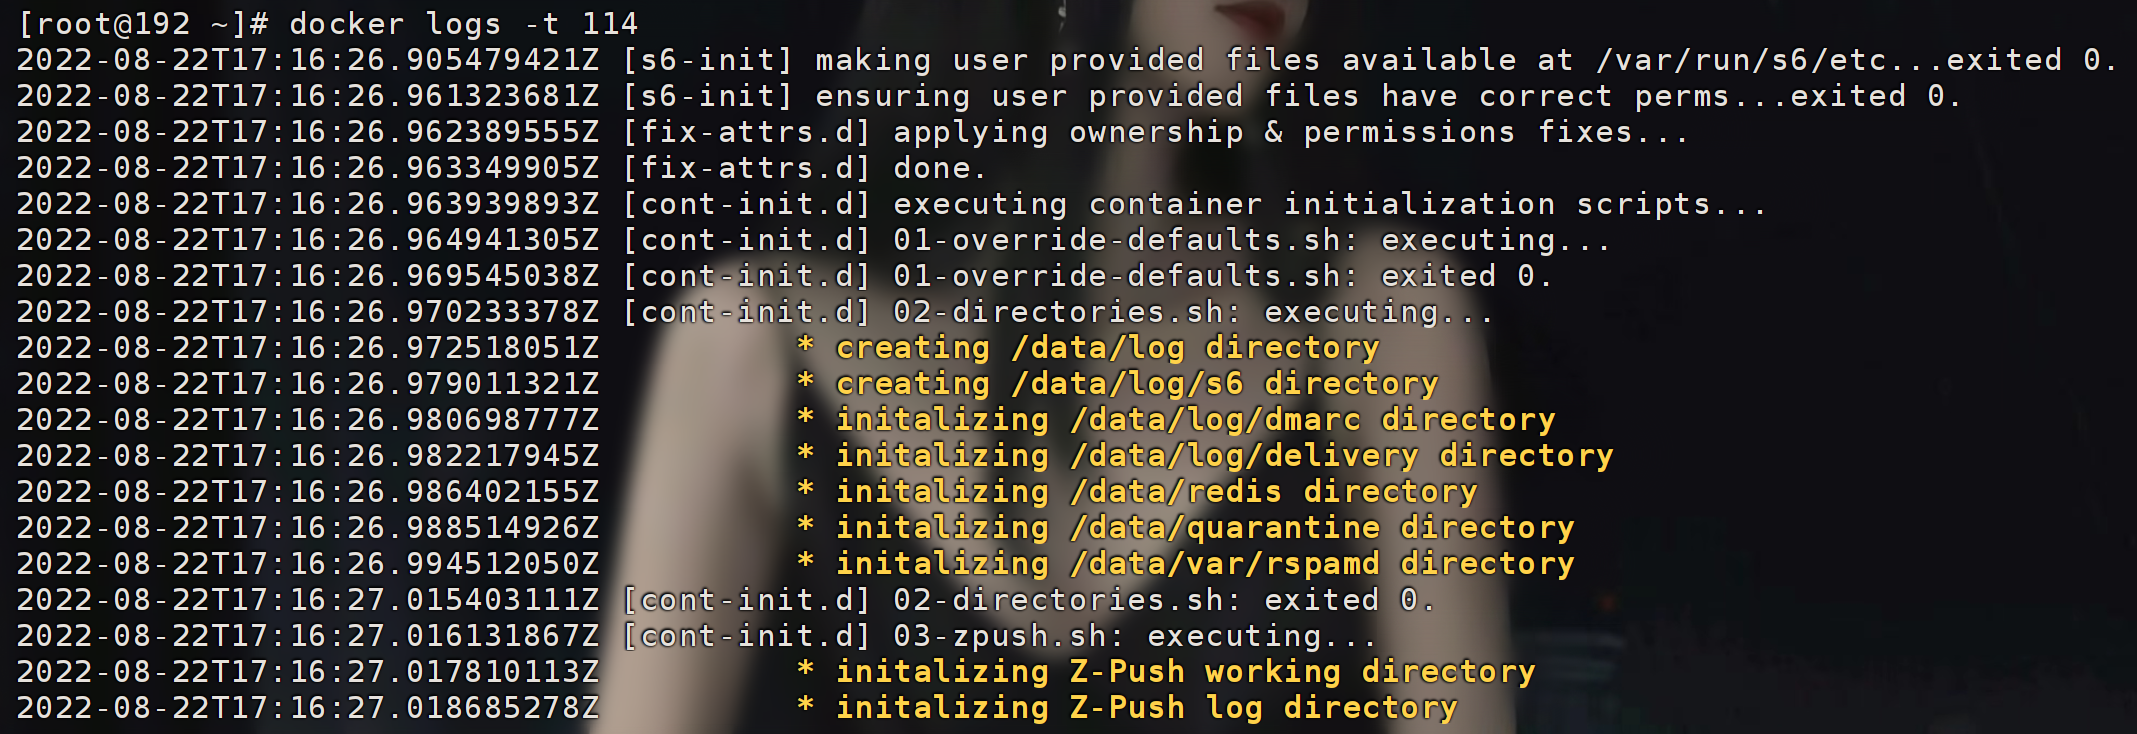 [root@192 ~]# docker logs -t 114
2022-08-22T17:16:26.905479421Z [s6-init] making user provided files available at /var/run/s6/etc...exited 0.
2022-08-22T17:16:26.961323681Z [s6-init] ensuring user provided files have correct perms...exited 0.
2022-08-22T17:16:26.962389555Z [fix-attrs.d] applying ownership & permissions fixes...
2022-08-22T17:16:26.963349905Z [fix-attrs.d] done.
2022-08-22T17:16:26.963939893Z [cont-init.d] executing container initialization scripts...
2022-08-22T17:16:26.964941305Z [cont-init.d] 01-override-defaults.sh: executing...
2022-08-22T17:16:26.969545038Z [cont-init.d] 01-override-defaults.sh: exited 0.
2022-08-22T17:16:26.970233378Z [cont-init.d] 02-directories.sh: executing...
2022-08-22T17:16:26.972518051Z          * creating /data/log directory
2022-08-22T17:16:26.979011321Z          * creating /data/log/s6 directory
2022-08-22T17:16:26.980698777Z          * initalizing /data/log/dmarc directory
2022-08-22T17:16:26.982217945Z          * initalizing /data/log/delivery directory
2022-08-22T17:16:26.986402155Z          * initalizing /data/redis directory
2022-08-22T17:16:26.988514926Z          * initalizing /data/quarantine directory
2022-08-22T17:16:26.994512050Z          * initalizing /data/var/rspamd directory
2022-08-22T17:16:27.015403111Z [cont-init.d] 02-directories.sh: exited 0.
2022-08-22T17:16:27.016131867Z [cont-init.d] 03-zpush.sh: executing...
2022-08-22T17:16:27.017810113Z          * initalizing Z-Push working directory
2022-08-22T17:16:27.018685278Z          * initalizing Z-Push log directory